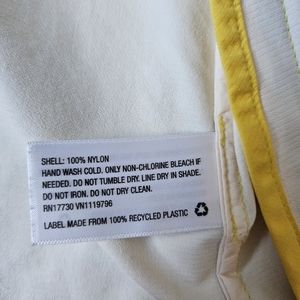 SHELL: 100% NYLON
HAND WASH COLD. ONLY NON-CHLORINE BLEACH IF
NEEDED. DO NOT TUMBLE DRY. LINE DRY IN SHADE.
DO NOT IRON. DO NOT DRY CLEAN.
RN17730 VN1119796
LABEL MADE FROM 100% RECYCLED PLASTIC